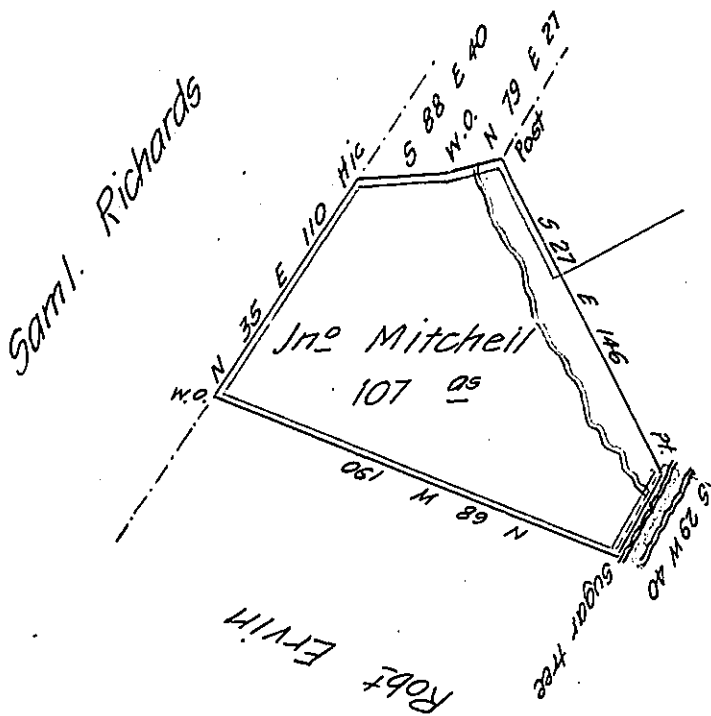 Saml. Richards
Hic
S 88 E 40
W.O.
N 79 E 27
Post
N 35 E 110
S 27 E 146
Jnº Mitchell
107 as
W.O.
N 68 W 190
Pt.
S 29 W 40
Sugar tree
Robt Ervin